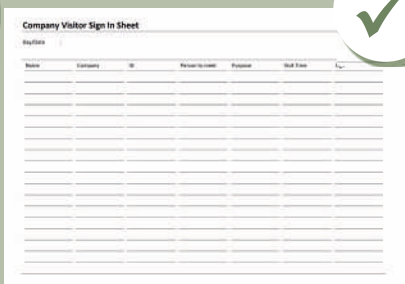 Company Visitor Sign In Sheet
Day/Date :
Name Company ID Person to meet Purpose Visit Time